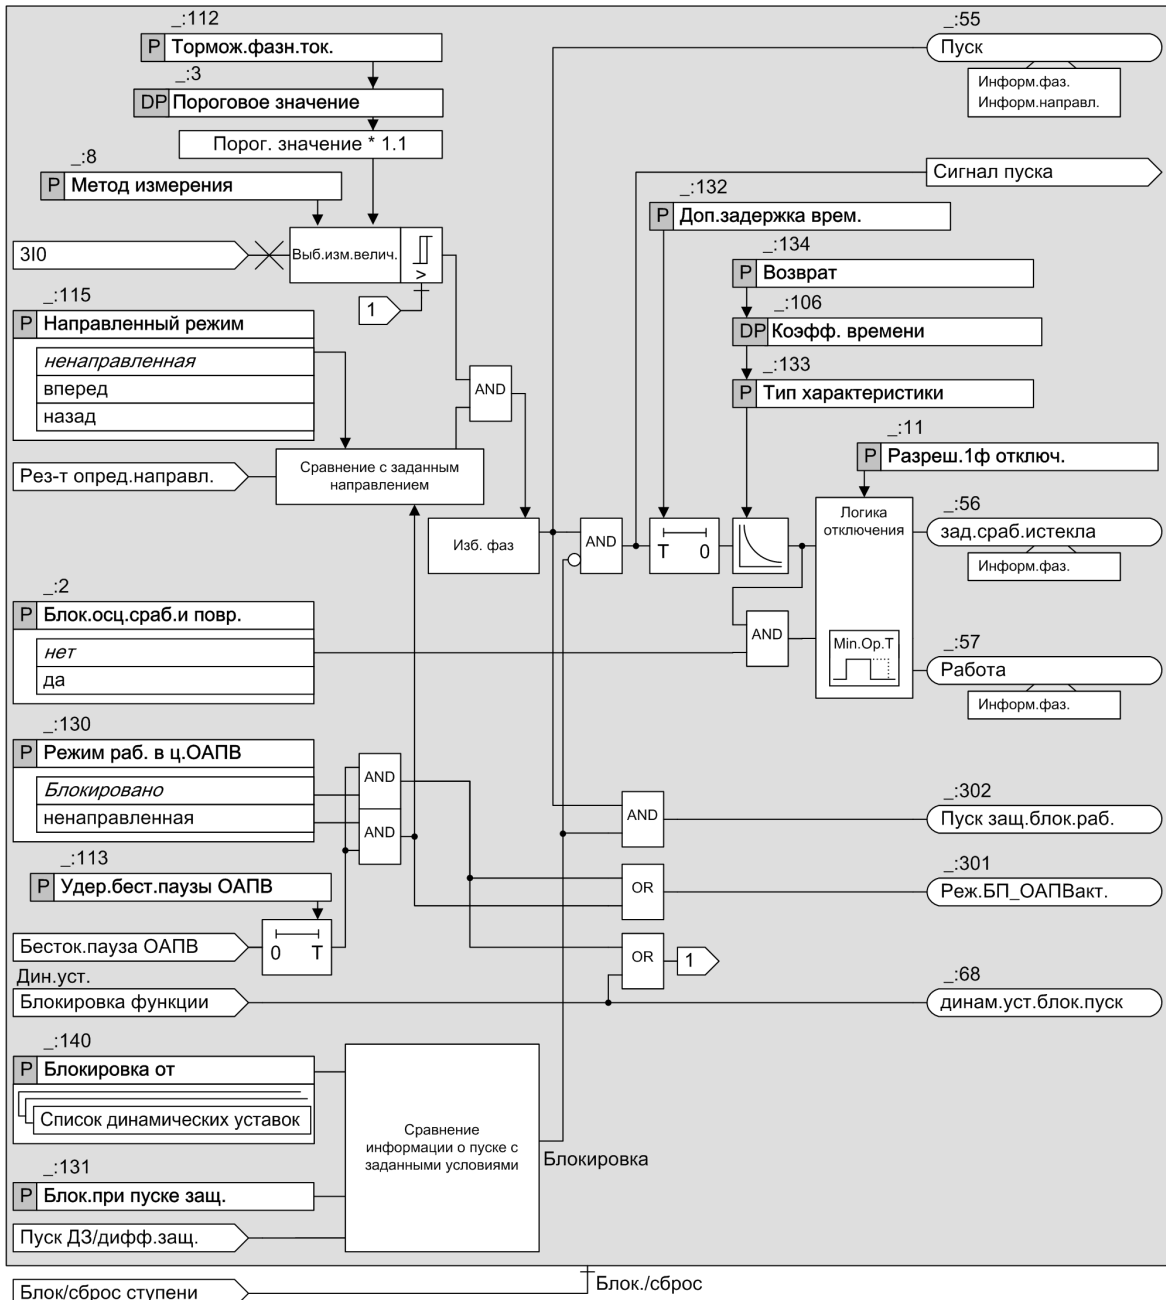 _:112
P Тормож.фазн.ток.
_:3
DP Пороговое значение
Порог. значение * 1.1
_:8
P Метод измерения
3I0
Выб.изм.велич.
>
1
_:115
P Направленный режим
ненаправленная
вперед
назад
AND
Рез-т опред.направл.
Сравнение с заданным
направлением
Изб. фаз
AND
_:55
Пуск
Информ.фаз.
Информ.направл.
Сигнал пуска
_:132
P Доп.задержка врем.
_:134
P Возврат
_:106
DP Коэфф. времени
_:133
P Тип характеристики
_:11
P Разреш.1ф отключ.
T 0
Логика
отключения
_:56
зад.сраб.истекла
Информ.фаз.
_:2
P Блок.осц.сраб.и повр.
нет
да
AND
Min.Op.T
_:57
Работа
Информ.фаз.
_:130
P Режим раб. в ц.ОАПВ
Блокировано
ненаправленная
AND
AND
AND
_:302
Пуск защ.блок.раб.
_:113
P Удер.бест.паузы ОАПВ
OR
_:301
Реж.БП_ОАПВакт.
Бесток.пауза ОАПВ
0 T
OR
1
Дин.уст.
Блокировка функции
_:68
динам.уст.блок.пуск
_:140
P Блокировка от
Список динамических уставок
Сравнение
информации о пуске с
заданными условиями
Блокировка
_:131
P Блок.при пуске защ.
Пуск ДЗ/дифф.защ.
Блок/сброс ступени
Блок./сброс